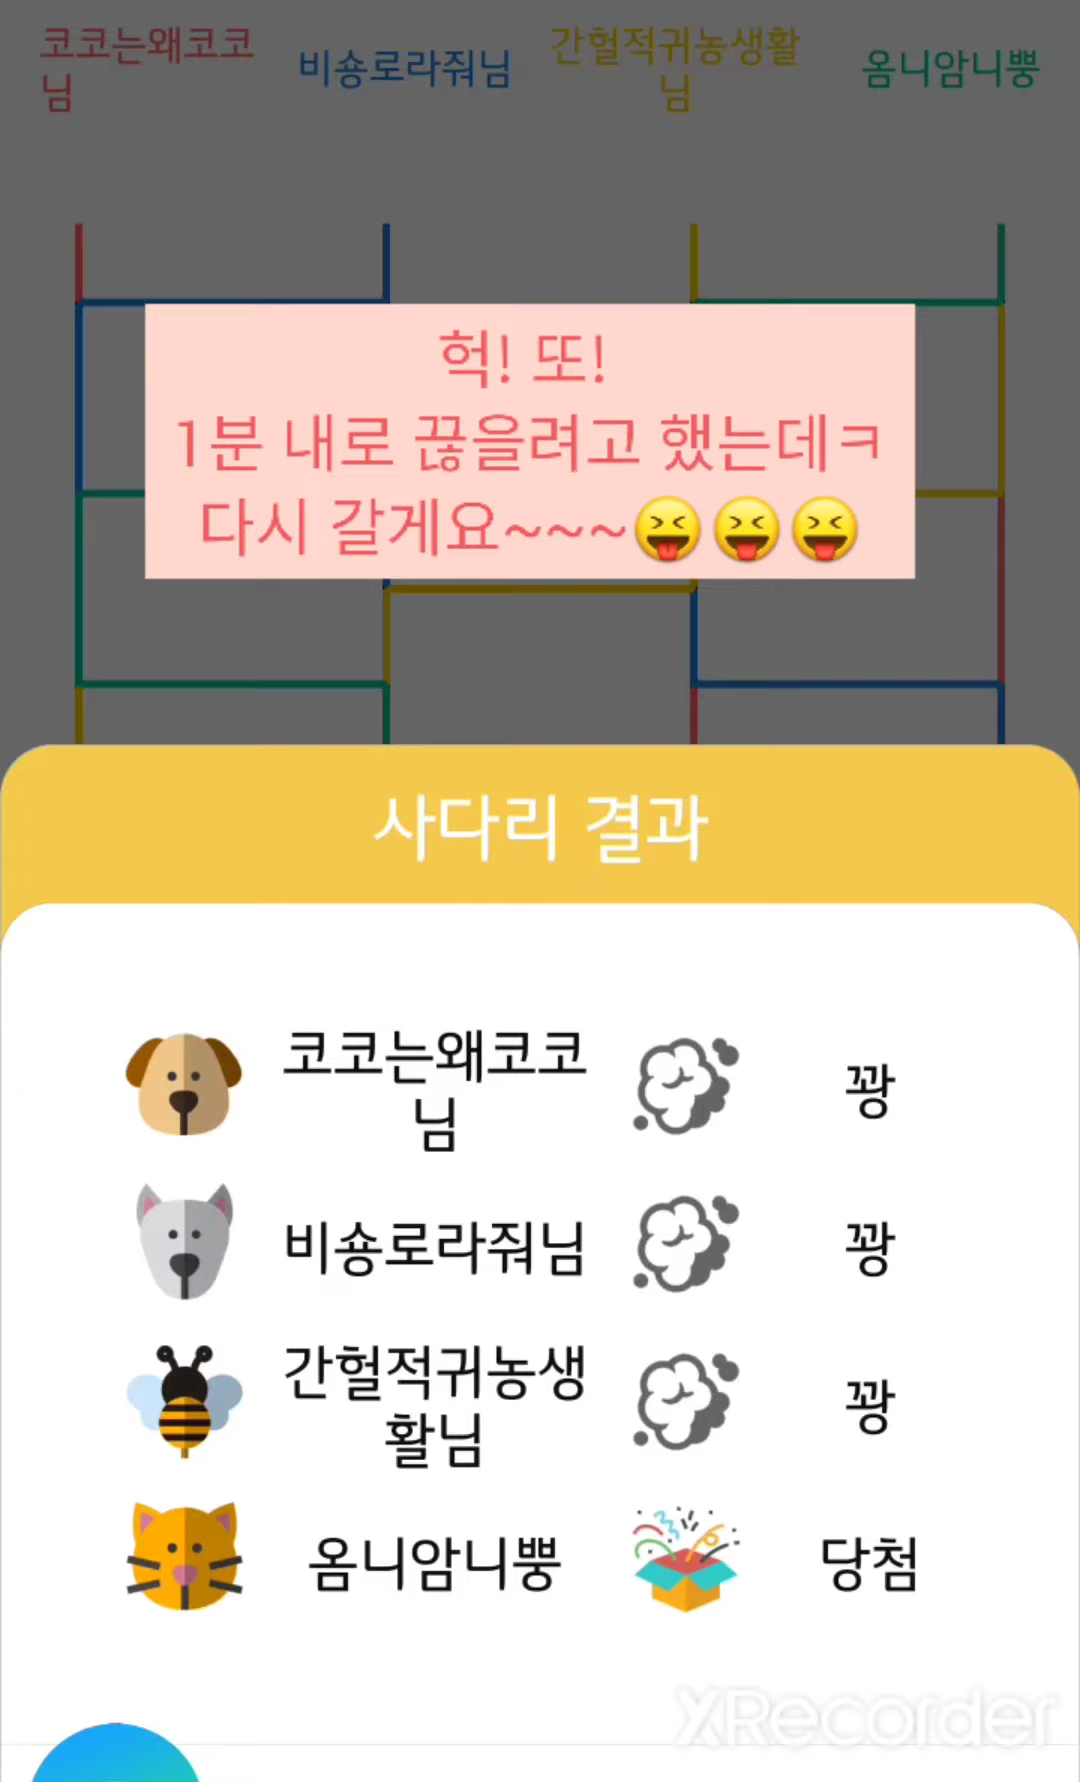 코코는왜코코
님
비숑로라줘님
간헐적귀농생활
님
옴니암니뿡
헉! 또!
1분 내로 끊을려고 했는데ㅋ
다시 갈게요~~~😝😝😝
사다리 결과
코코는왜코코
님
꽝
비숑로라줘님
꽝
간헐적귀농생
활님
꽝
옴니암니뿡
당첨
XRecorder